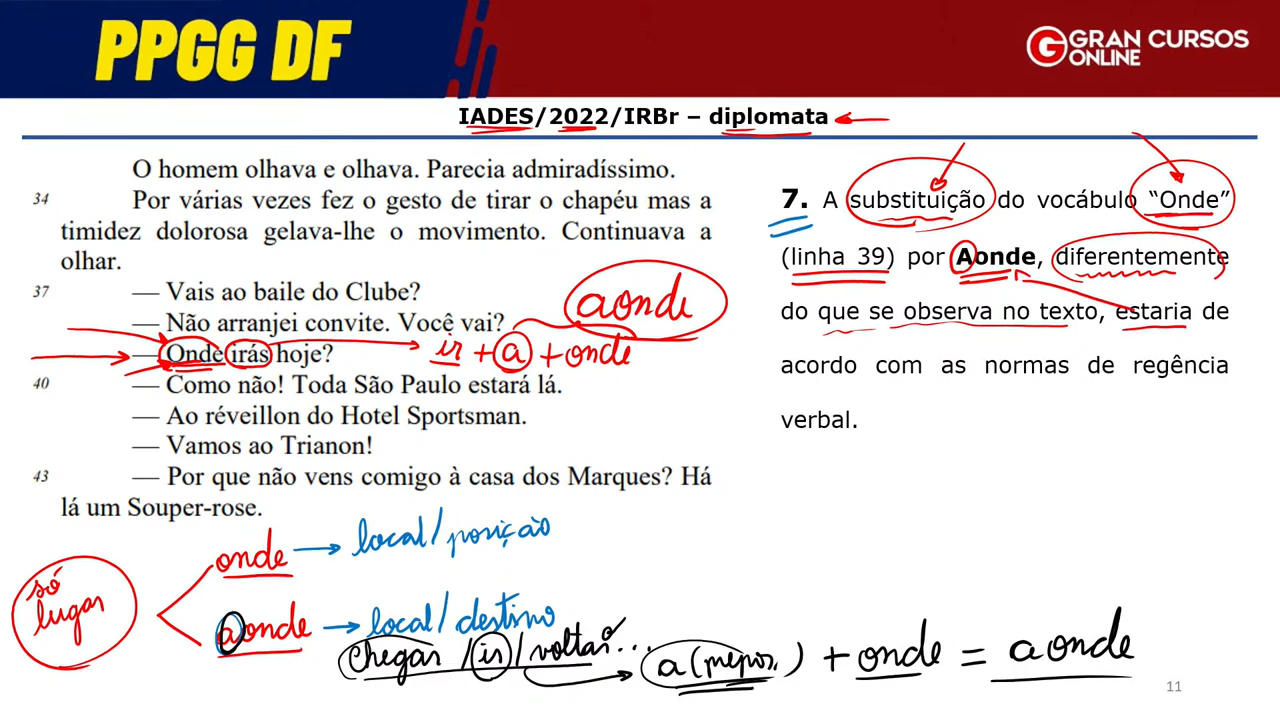 PPGG DF
GRAN CURSOS
ONLINE
IADES/2022/IRBr – diplomata
O homem olhava e olhava. Parecia admiradíssimo.
34 Por várias vezes fez o gesto de tirar o chapéu mas a
timidez dolorosa gelava-lhe o movimento. Continuava a
olhar.
37 — Vais ao baile do Clube?
— Não arranjei convite. Você vai?
— Onde irás hoje?
40 — Como não! Toda São Paulo estará lá.
— Ao réveillon do Hotel Sportsman.
— Vamos ao Trianon!
43 — Por que não vens comigo à casa dos Marques? Há
lá um Souper-rose.
aonde
ir + a + onde
7. A substituição do vocábulo “Onde”
(linha 39) por Aonde, diferentemente
do que se observa no texto, estaria de
acordo com as normas de regência
verbal.
só
lugar
onde → local/posição
aonde → local/destino
chegar / ir / voltar... a (prepos.) + onde = aonde
11